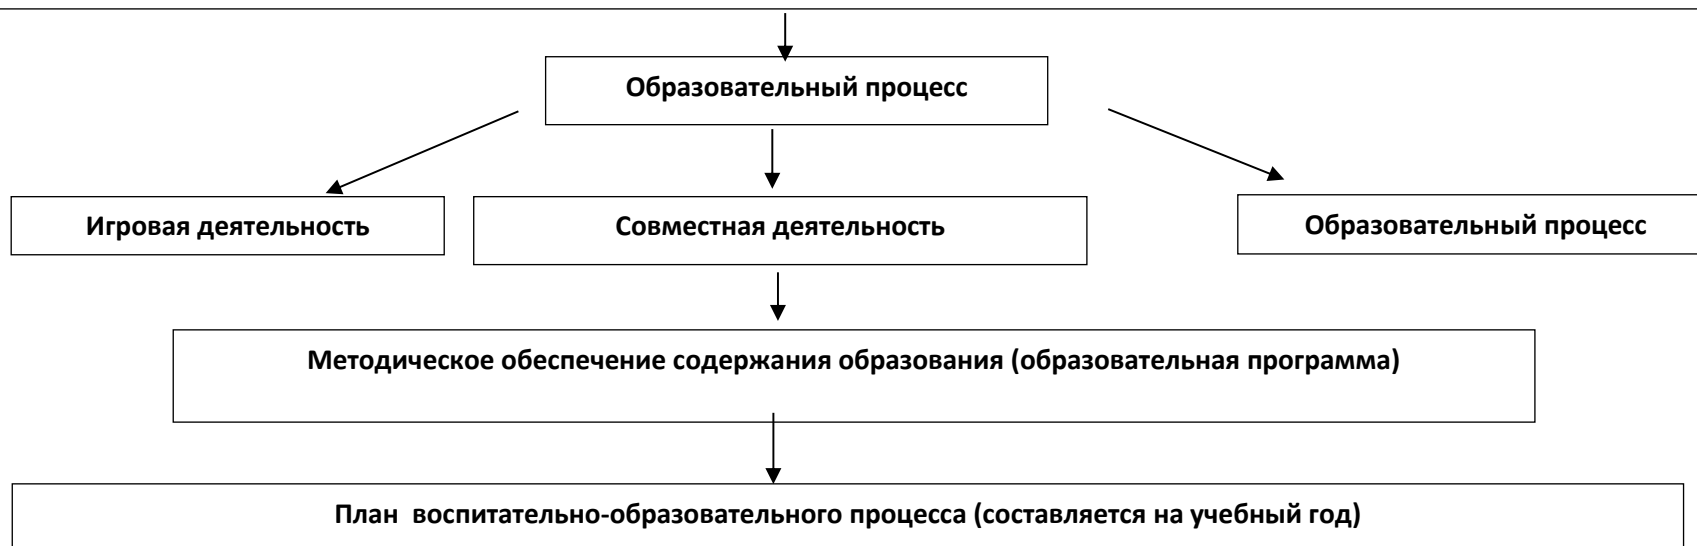 Образовательный процесс
Игровая деятельность
Совместная деятельность
Образовательный процесс
Методическое обеспечение содержания образования (образовательная программа)
План  воспитательно-образовательного процесса (составляется на учебный год)